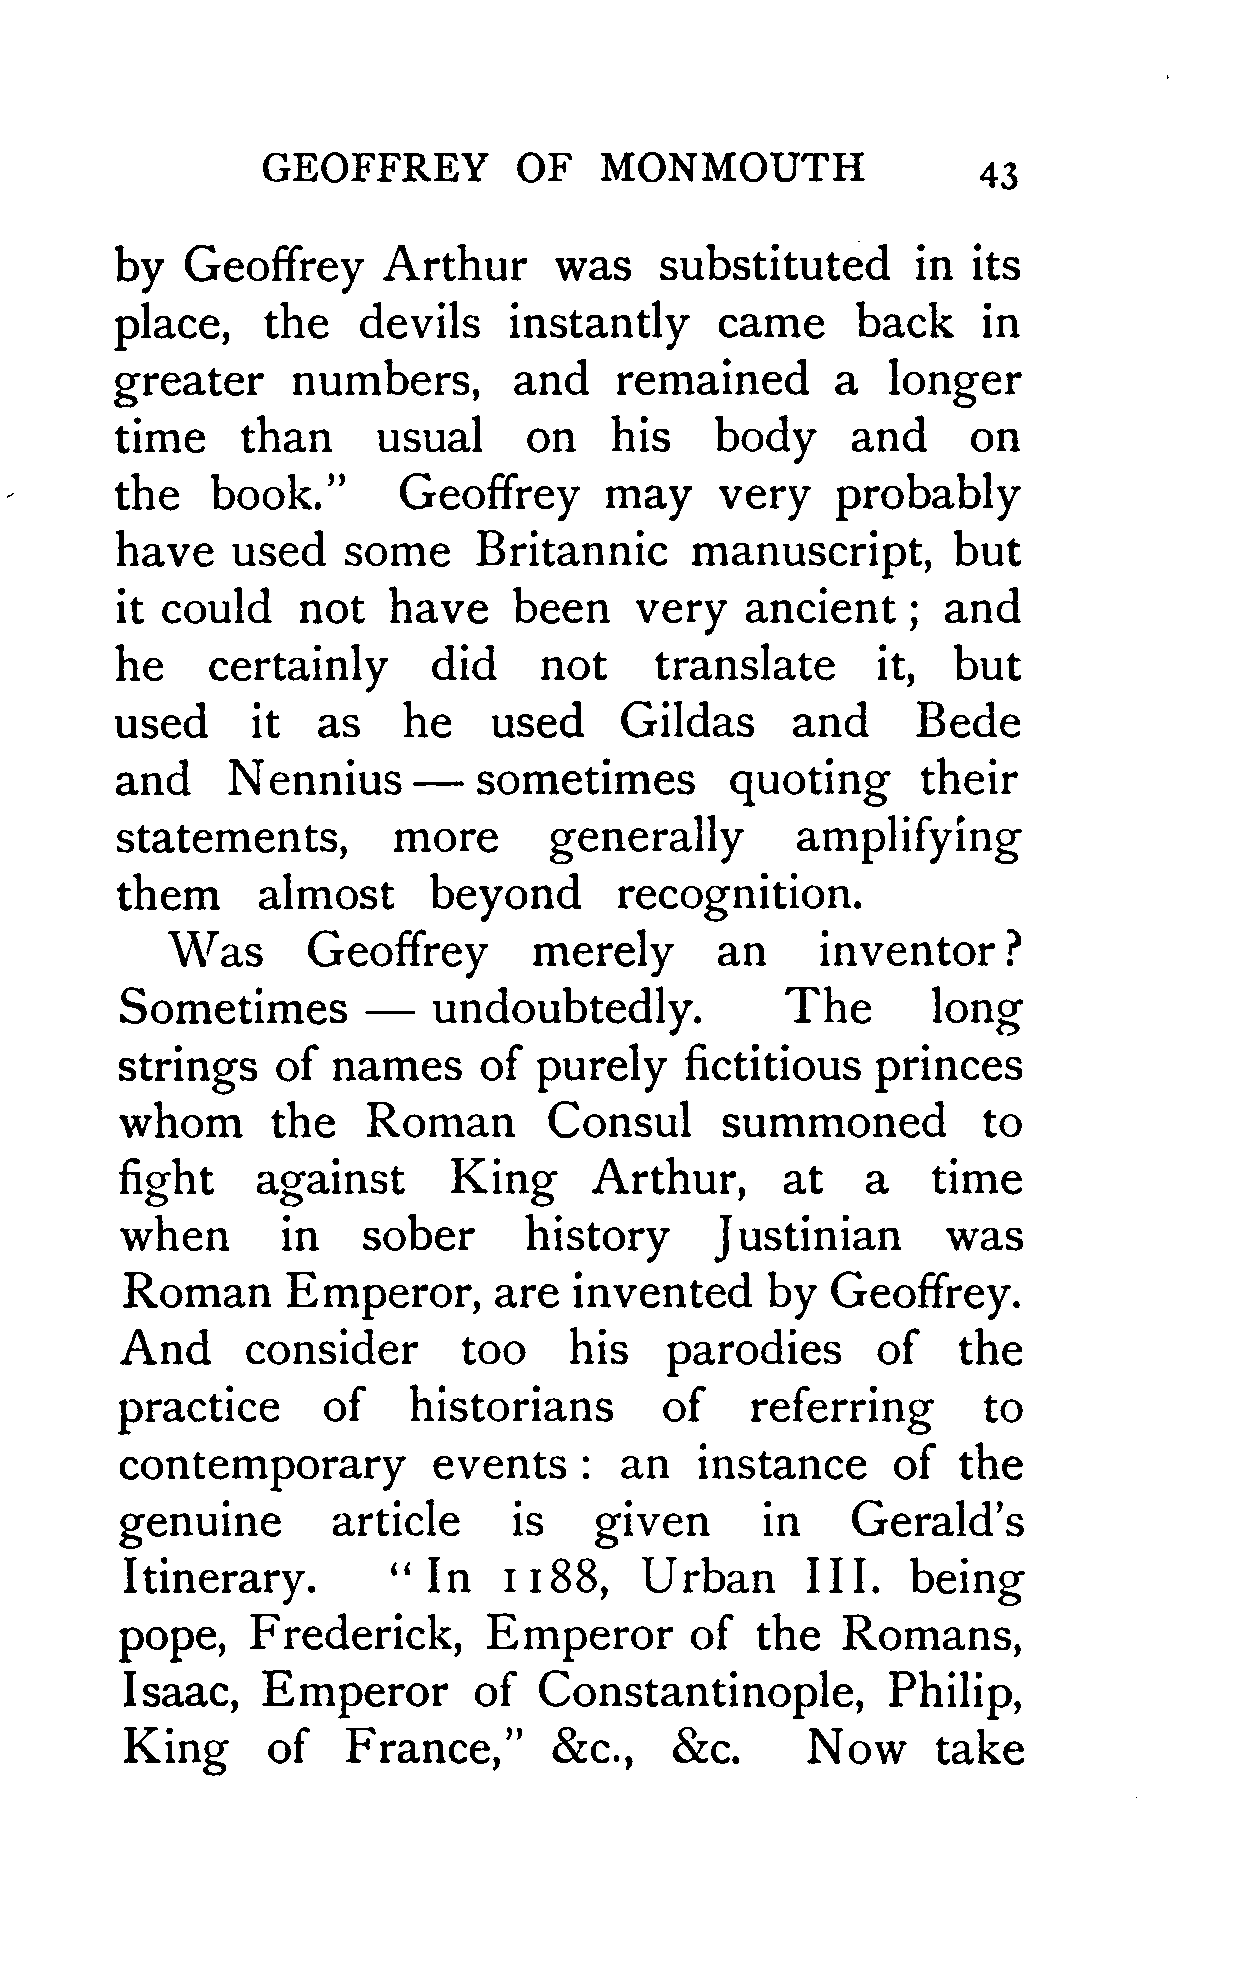 GEOFFREY OF MONMOUTH 43
by Geoffrey Arthur was substituted in its
place, the devils instantly came back in
greater numbers, and remained a longer
time than usual on his body and on
the book." Geoffrey may very probably
have used some Britannic manuscript, but
it could not have been very ancient ; and
he certainly did not translate it, but
used it as he used Gildas and Bede
and Nennius — sometimes quoting their
statements, more generally amplifying
them almost beyond recognition.
Was Geoffrey merely an inventor ?
Sometimes — undoubtedly. The long
strings of names of purely fictitious princes
whom the Roman Consul summoned to
fight against King Arthur, at a time
when in sober history Justinian was
Roman Emperor, are invented by Geoffrey.
And consider too his parodies of the
practice of historians of referring to
contemporary events : an instance of the
genuine article is given in Gerald's
Itinerary. " In 1188, Urban III. being
pope, Frederick, Emperor of the Romans,
Isaac, Emperor of Constantinople, Philip,
King of France," &c., &c. Now take